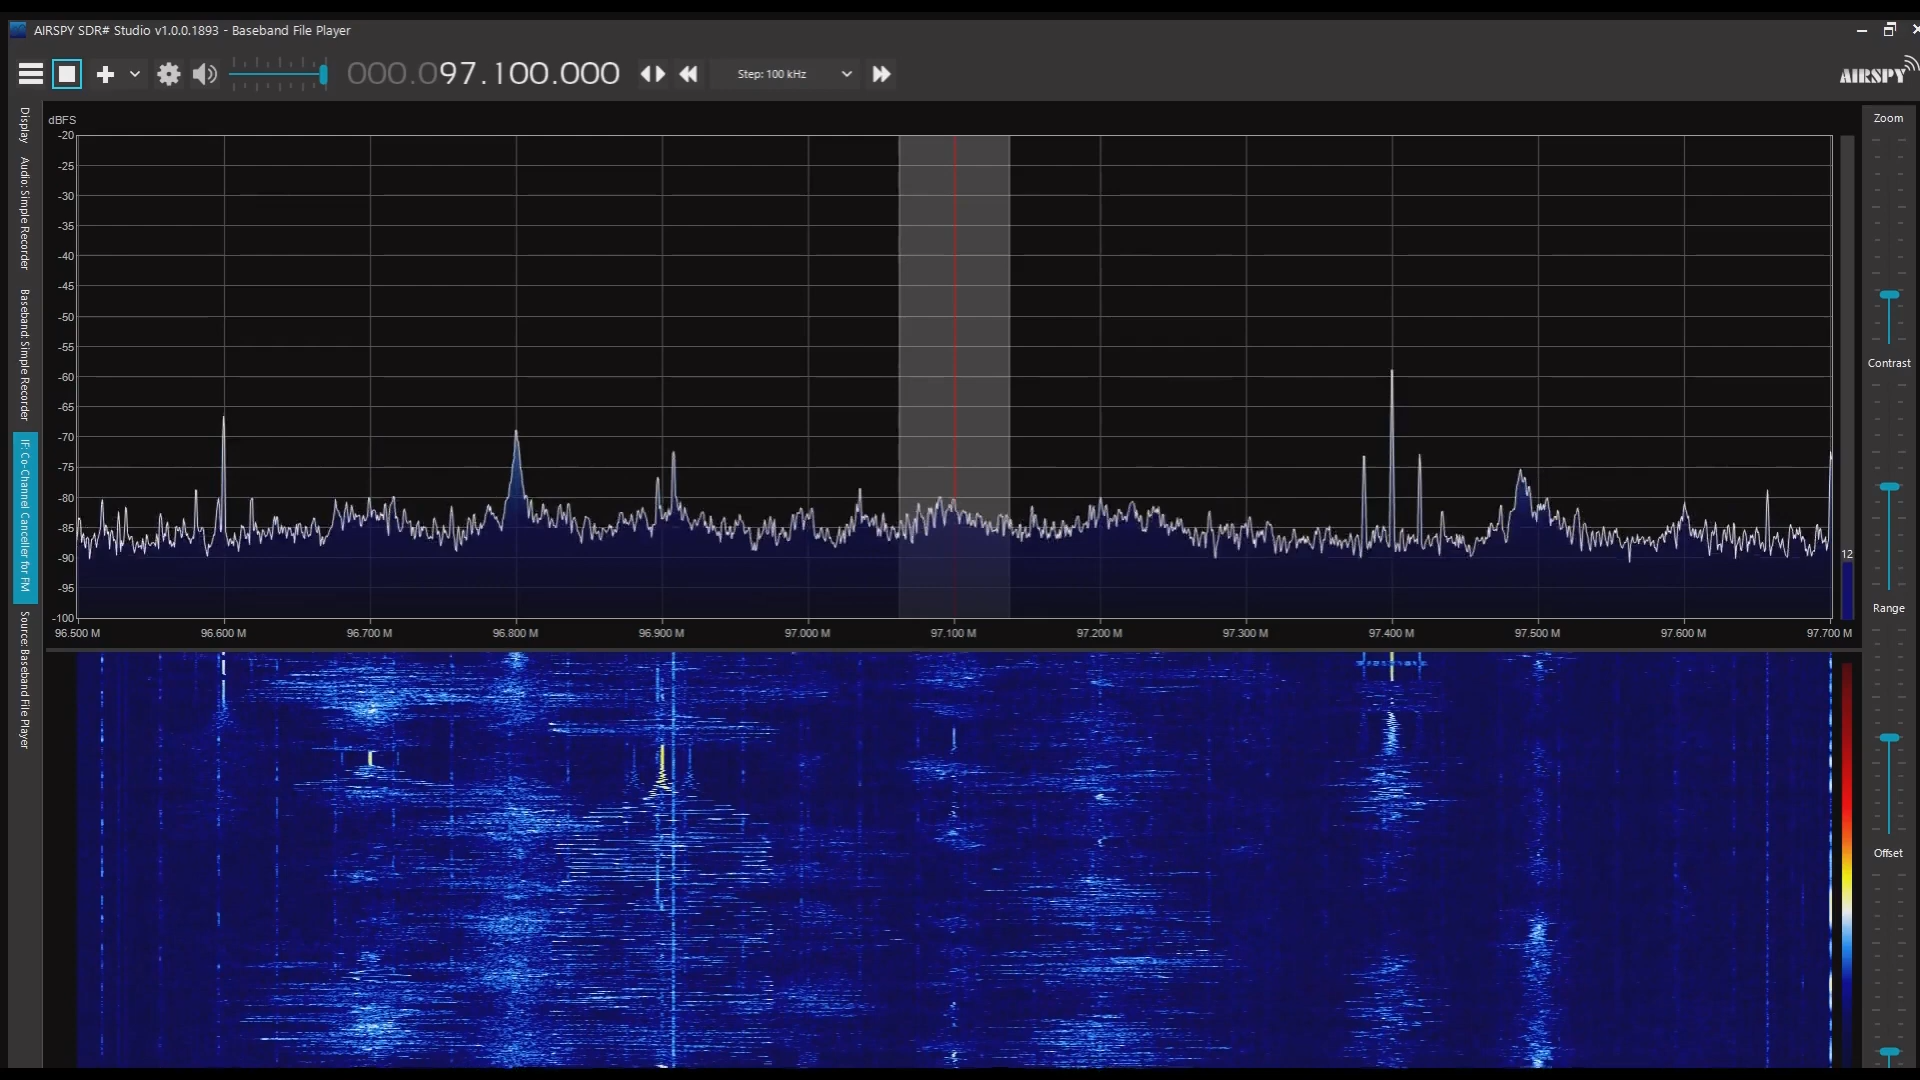 AIRSPY SDR# Studio v1.0.0.1893 - Baseband File Player
000.097.100.000
Step: 100 kHz
AIRSPY
Display
Audio: Simple Recorder
Baseband: Simple Recorder
IF: Co-Channel Canceller for FM
Source: Baseband File Player
dBFS
-20
-25
-30
-35
-40
-45
-50
-55
-60
-65
-70
-75
-80
-85
-90
-95
-100
96.500 M
96.600 M
96.700 M
96.800 M
96.900 M
97.000 M
97.100 M
97.200 M
97.300 M
97.400 M
97.500 M
97.600 M
97.700 M
12
Zoom
Contrast
Range
Offset